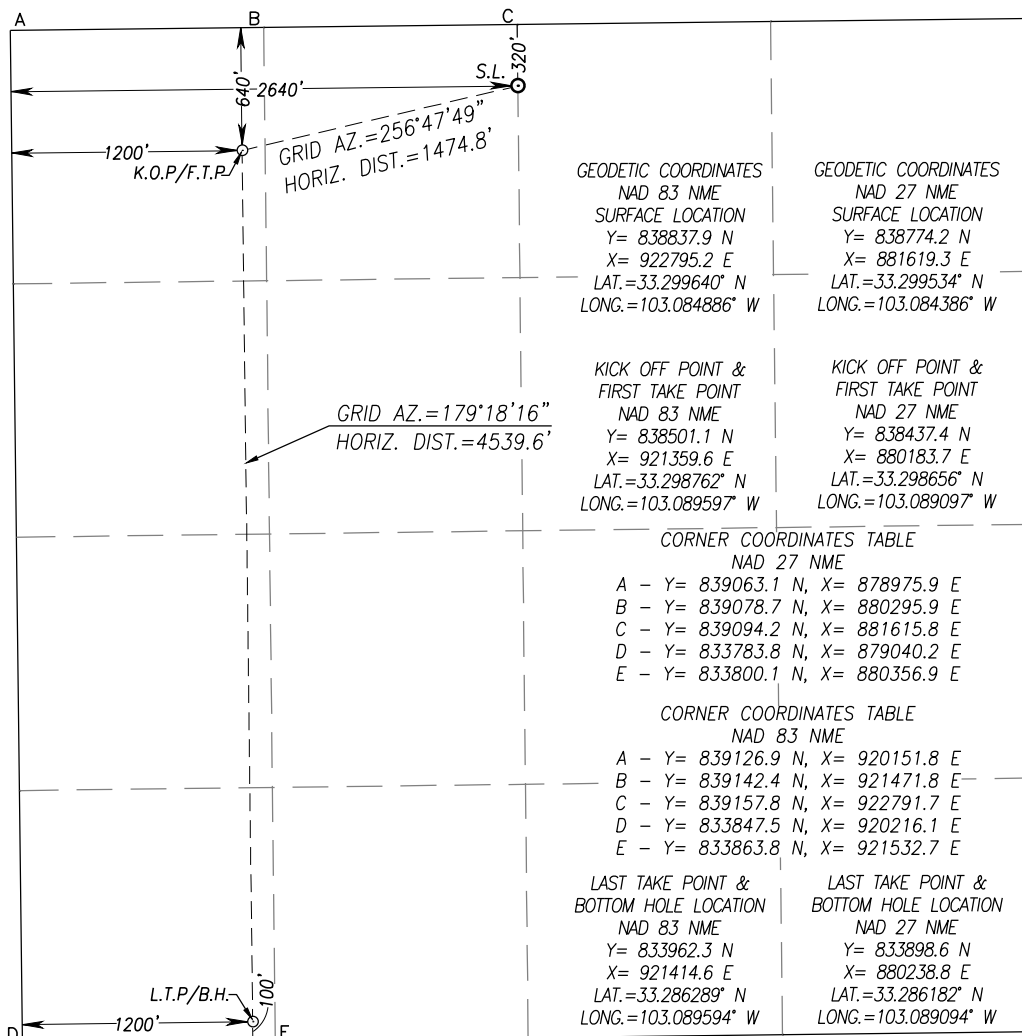 A
B
C
320'
S.L.
640'
2640'
1200'
K.O.P/F.T.P.
GRID AZ.=256°47'49"
HORIZ. DIST.=1474.8'
GEODETIC COORDINATES
NAD 83 NME
SURFACE LOCATION
Y= 838837.9 N
X= 922795.2 E
LAT.=33.299640° N
LONG.=103.084886° W
GEODETIC COORDINATES
NAD 27 NME
SURFACE LOCATION
Y= 838774.2 N
X= 881619.3 E
LAT.=33.299534° N
LONG.=103.084386° W
KICK OFF POINT &
FIRST TAKE POINT
NAD 83 NME
Y= 838501.1 N
X= 921359.6 E
LAT.=33.298762° N
LONG.=103.089597° W
KICK OFF POINT &
FIRST TAKE POINT
NAD 27 NME
Y= 838437.4 N
X= 880183.7 E
LAT.=33.298656° N
LONG.=103.089097° W
GRID AZ.=179°18'16"
HORIZ. DIST.=4539.6'
CORNER COORDINATES TABLE
NAD 27 NME
A - Y= 839063.1 N, X= 878975.9 E
B - Y= 839078.7 N, X= 880295.9 E
C - Y= 839094.2 N, X= 881615.8 E
D - Y= 833783.8 N, X= 879040.2 E
E - Y= 833800.1 N, X= 880356.9 E
CORNER COORDINATES TABLE
NAD 83 NME
A - Y= 839126.9 N, X= 920151.8 E
B - Y= 839142.4 N, X= 921471.8 E
C - Y= 839157.8 N, X= 922791.7 E
D - Y= 833847.5 N, X= 920216.1 E
E - Y= 833863.8 N, X= 921532.7 E
LAST TAKE POINT &
BOTTOM HOLE LOCATION
NAD 83 NME
Y= 833962.3 N
X= 921414.6 E
LAT.=33.286289° N
LONG.=103.089594° W
LAST TAKE POINT &
BOTTOM HOLE LOCATION
NAD 27 NME
Y= 833898.6 N
X= 880238.8 E
LAT.=33.286182° N
LONG.=103.089094° W
L.T.P/B.H.
100'
1200'
D
E